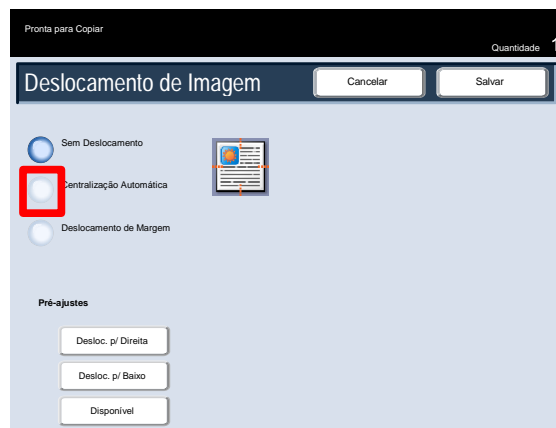 Pronta para Copiar
Quantidade 1
Deslocamento de Imagem
Cancelar
Salvar
Sem Deslocamento
Centralização Automática
Deslocamento de Margem
Pré-ajustes
Desloc. p/ Direita
Desloc. p/ Baixo
Disponível